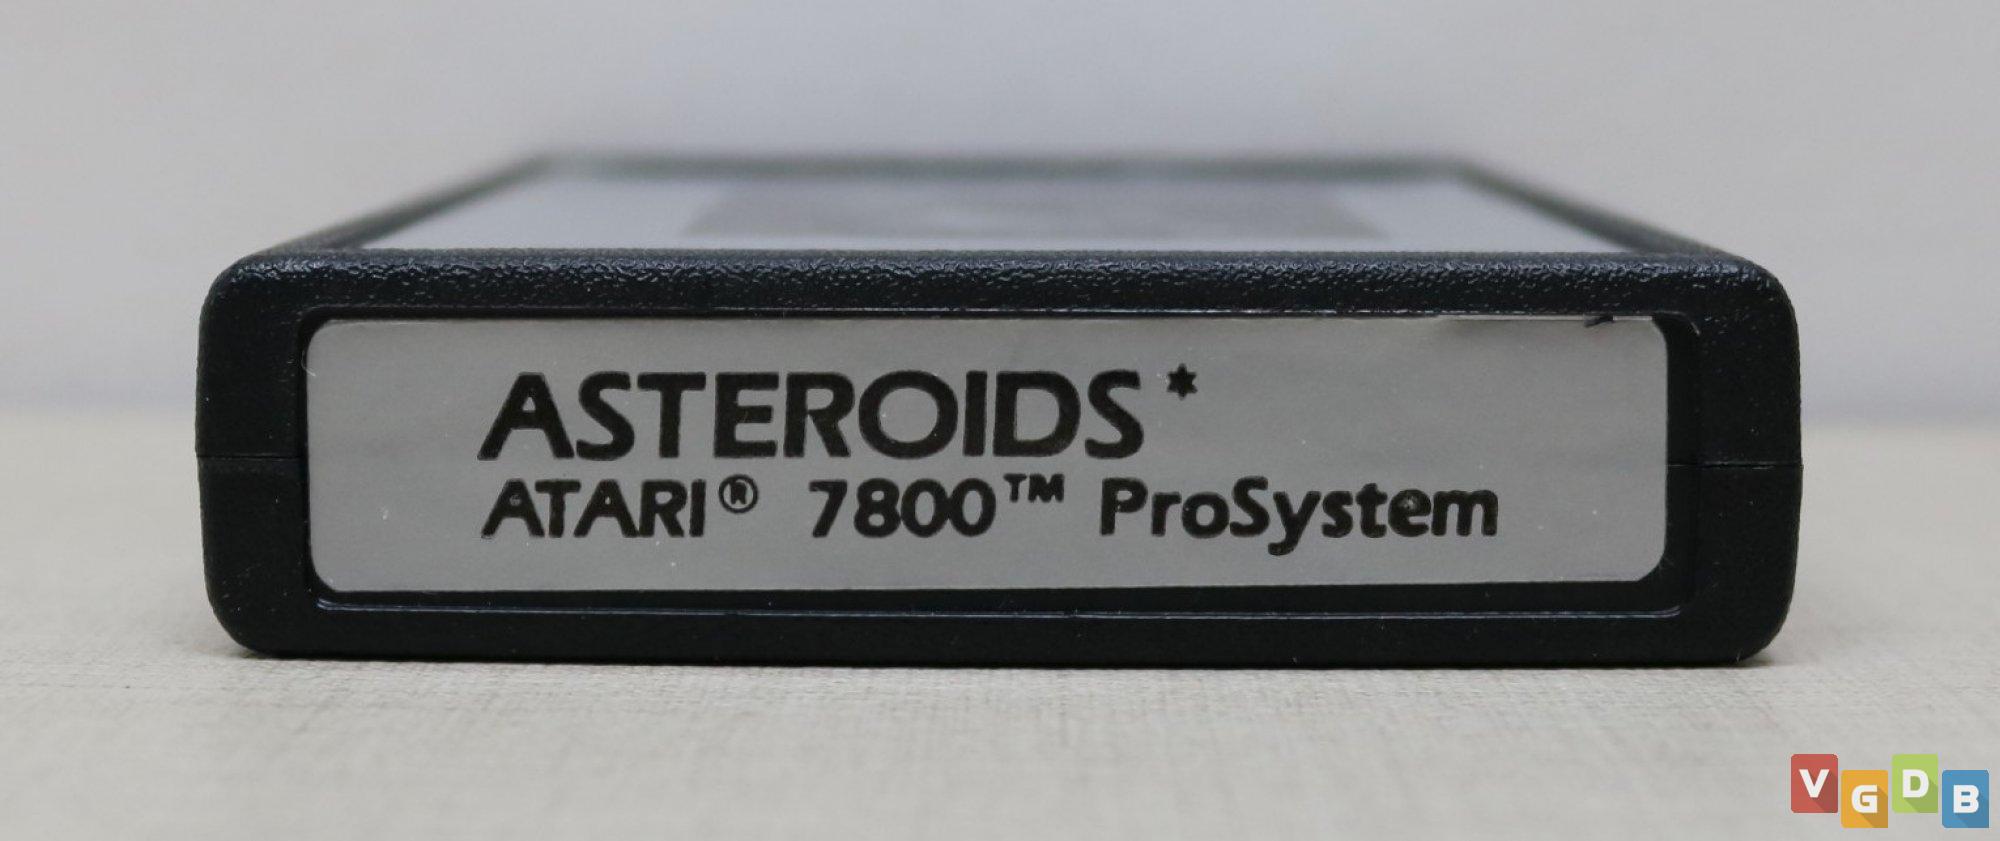 ASTEROIDS*
ATARI® 7800™ ProSystem
VGDB